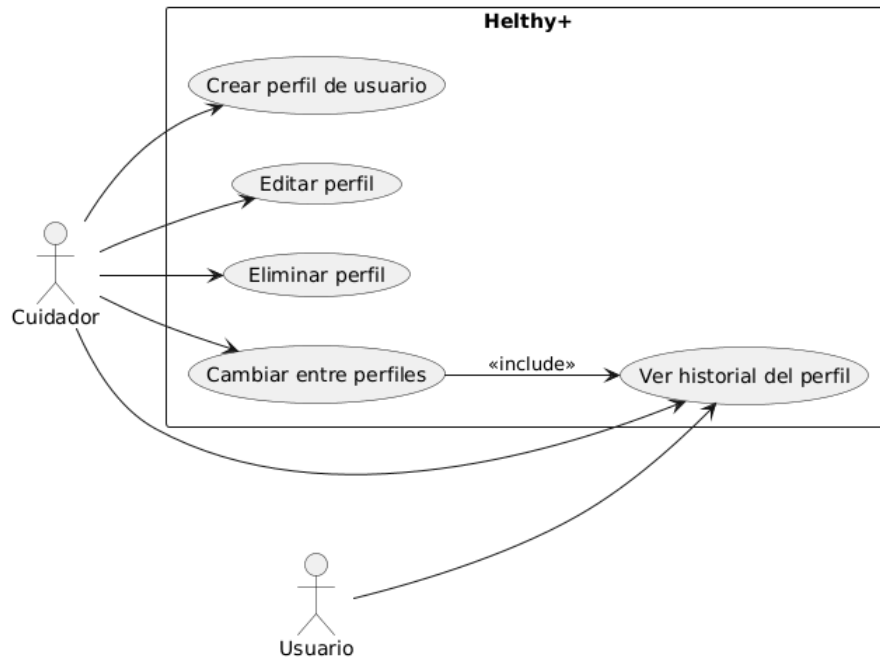 Helthy+
Crear perfil de usuario
Editar perfil
Eliminar perfil
Cuidador
Cambiar entre perfiles
«include»
Ver historial del perfil
Usuario